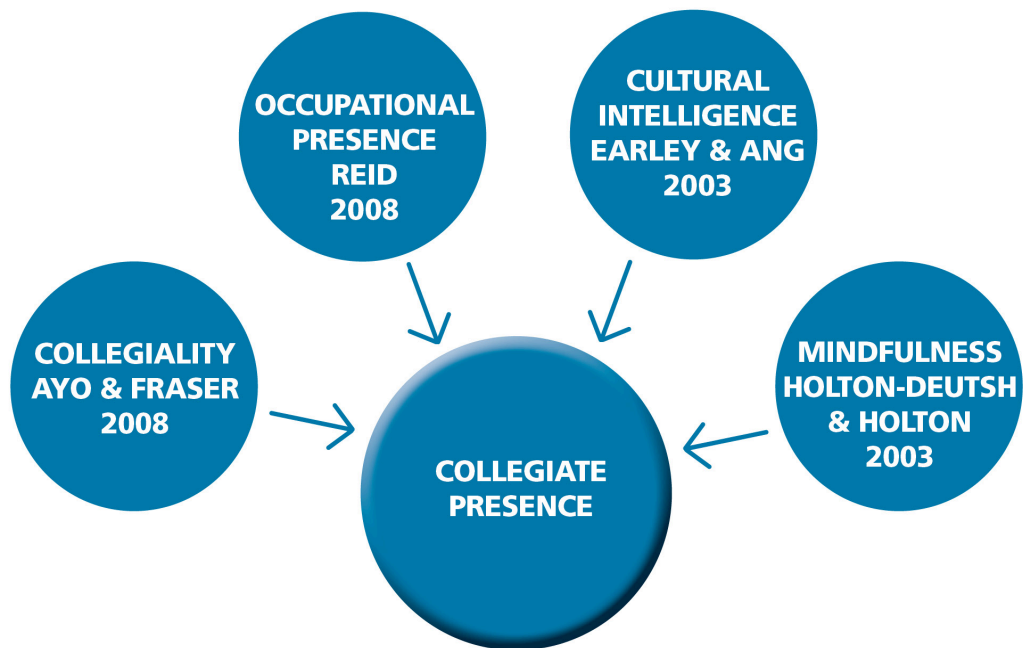 OCCUPATIONAL
PRESENCE
REID
2008
CULTURAL
INTELLIGENCE
EARLEY & ANG
2003
COLLEGIALITY
AYO & FRASER
2008
MINDFULNESS
HOLTON-DEUTSH
& HOLTON
2003
COLLEGIATE
PRESENCE